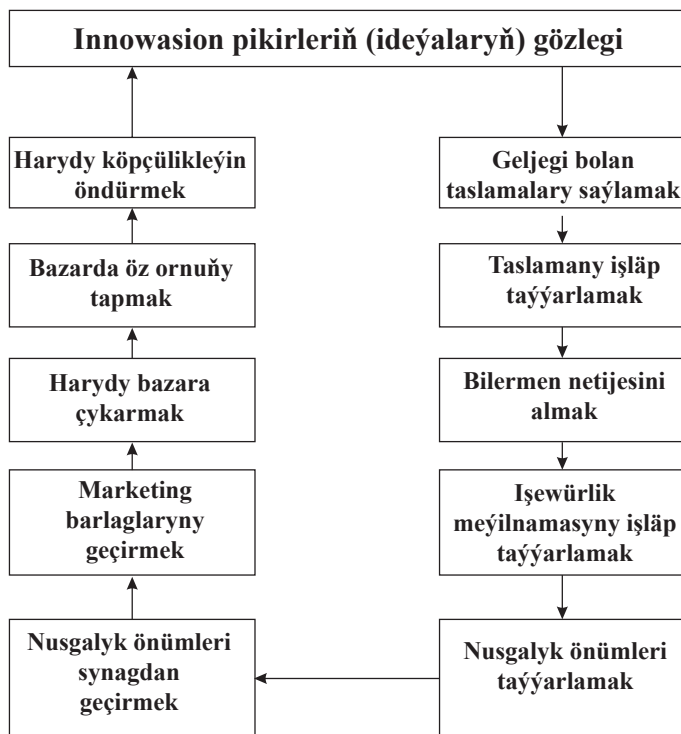 Innowasion pikirleriň (ideýalaryň) gözlegi
Harydy köpçülikleýin
öndürmek
Geljegi bolan
taslamalary saýlamak
Bazarda öz ornuňy
tapmak
Taslamany işläp
taýýarlamak
Harydy bazara
çykarmak
Bilermen netijesini
almak
Marketing
barlaglaryny
geçirmek
Işewürlik
meýilnamasyny işläp
taýýarlamak
Nusgalyk önümleri
synagdan
geçirmek
Nusgalyk önümleri
taýýarlamak